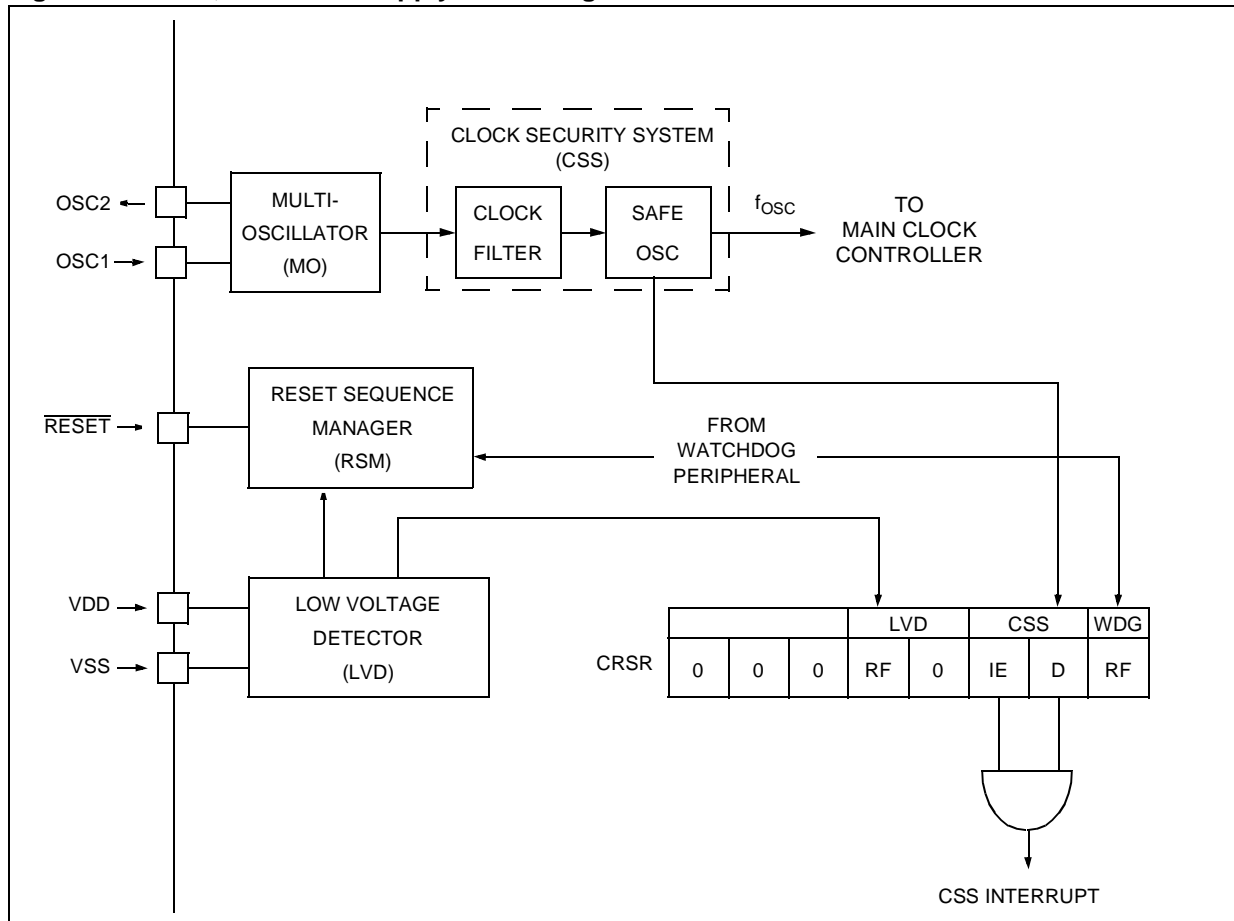 CLOCK SECURITY SYSTEM
(CSS)
OSC2
OSC1
MULTI-
OSCILLATOR
(MO)
CLOCK
FILTER
SAFE
OSC
fOSC
TO
MAIN CLOCK
CONTROLLER
RESET
RESET SEQUENCE
MANAGER
(RSM)
FROM
WATCHDOG
PERIPHERAL
VDD
VSS
LOW VOLTAGE
DETECTOR
(LVD)
LVD CSS WDG
CRSR 0 0 0 RF 0 IE D RF
CSS INTERRUPT